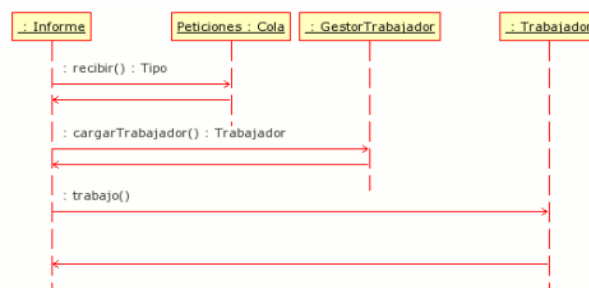 : Informe
Peticiones : Cola
: GestorTrabajador
: Trabajador
: recibir() : Tipo
: cargarTrabajador() : Trabajador
: trabajo()